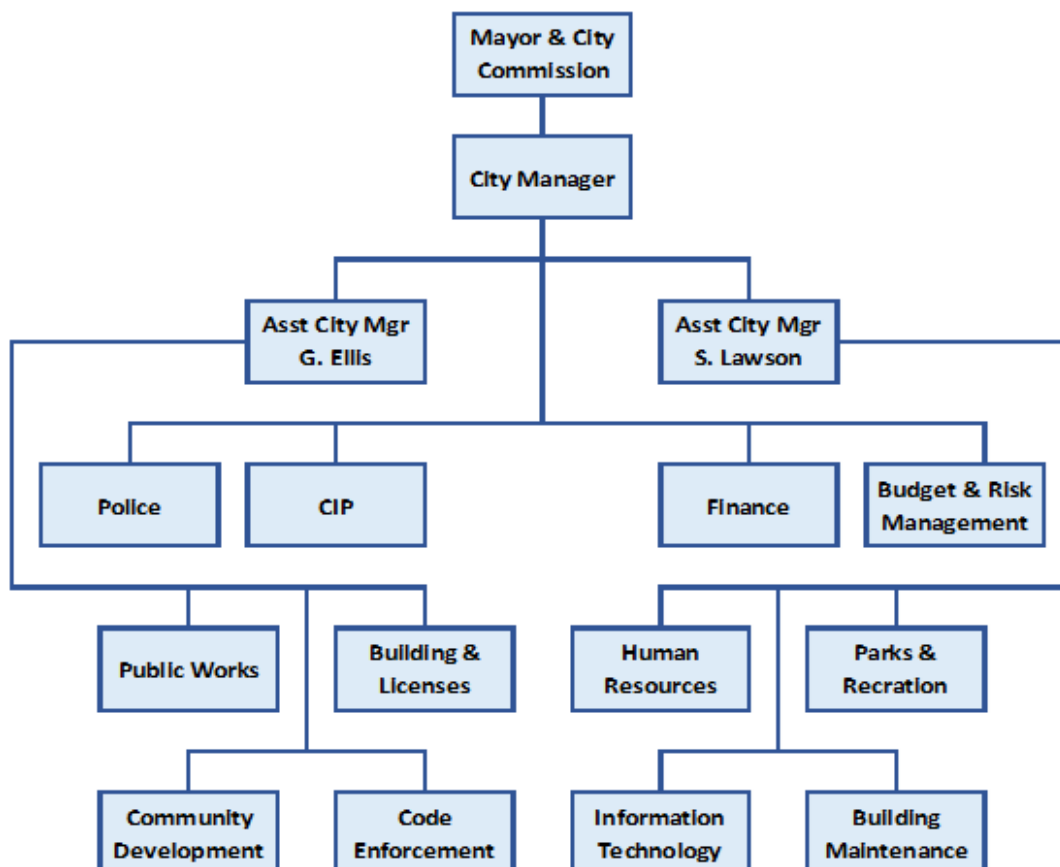 Mayor & City
Commission
City Manager
Asst City Mgr
G. Ellis
Asst City Mgr
S. Lawson
Police
CIP
Finance
Budget & Risk
Management
Public Works
Building &
Licenses
Human
Resources
Parks &
Recration
Community
Development
Code
Enforcement
Information
Technology
Building
Maintenance